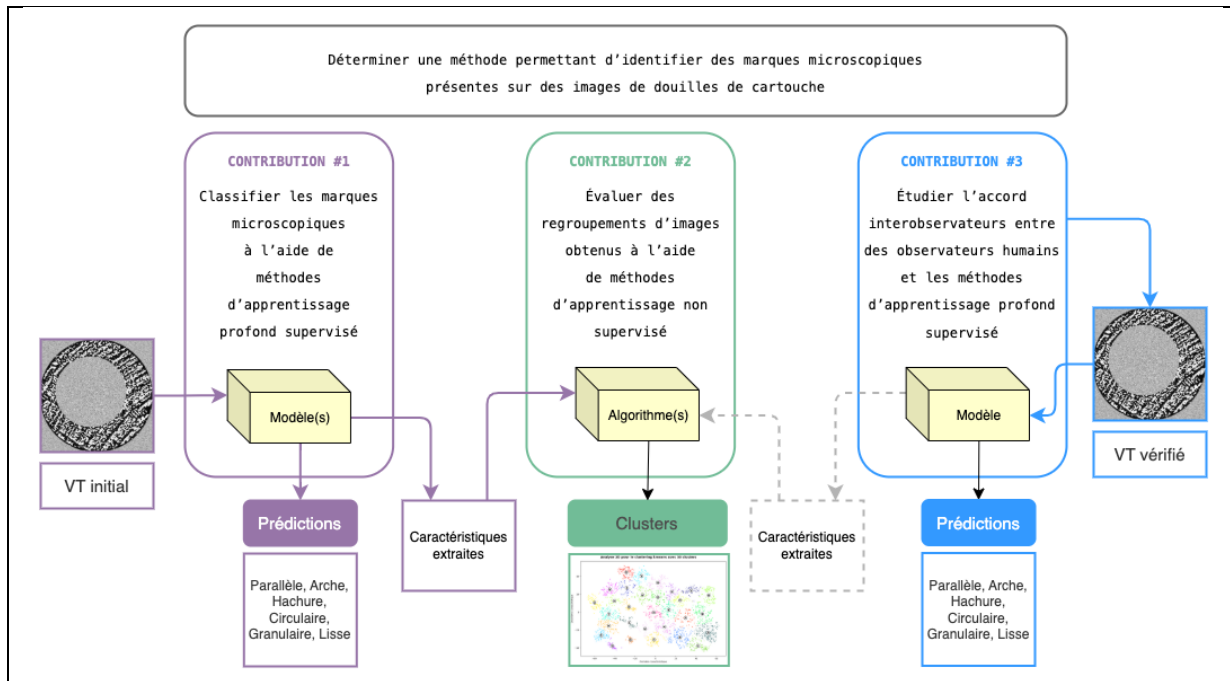 Déterminer une méthode permettant d’identifier des marques microscopiques
présentes sur des images de douilles de cartouche
CONTRIBUTION #1
Classifier les marques
microscopiques
à l’aide de
méthodes
d’apprentissage
profond supervisé
Modèle(s)
VT initial
Prédictions
Parallèle, Arche,
Hachure,
Circulaire,
Granulaire, Lisse
Caractéristiques
extraites
CONTRIBUTION #2
Évaluer des
regroupements d’images
obtenus à l’aide
de méthodes
d’apprentissage non
supervisé
Algorithme(s)
Clusters
Caractéristiques
extraites
CONTRIBUTION #3
Étudier l’accord
interobservateurs entre
des observateurs humains
et les méthodes
d’apprentissage profond
supervisé
Modèle
VT vérifié
Prédictions
Parallèle, Arche,
Hachure,
Circulaire,
Granulaire, Lisse